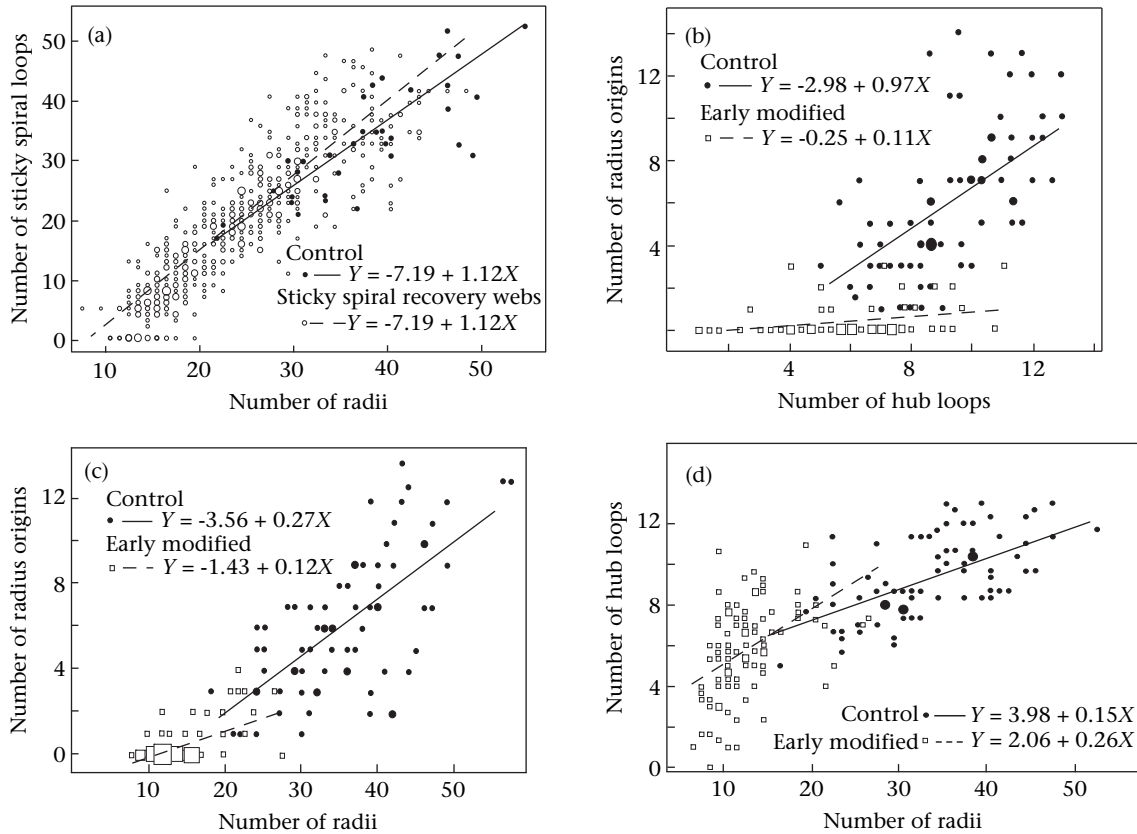 (a)
Number of sticky spiral loops
50
40
30
20
10
0
Control
Y = -7.19 + 1.12X
Sticky spiral recovery webs
Y = -7.19 + 1.12X
10 20 30 40 50
Number of radii
(b)
Number of radius origins
12
8
4
Control
Y = -2.98 + 0.97X
Early modified
Y = -0.25 + 0.11X
4 8 12
Number of hub loops
(c)
Number of radius origins
12
8
4
0
Control
Y = -3.56 + 0.27X
Early modified
Y = -1.43 + 0.12X
10 20 30 40 50
Number of radii
(d)
Number of hub loops
12
8
4
0
Control
Y = 3.98 + 0.15X
Early modified
Y = 2.06 + 0.26X
10 20 30 40 50
Number of radii